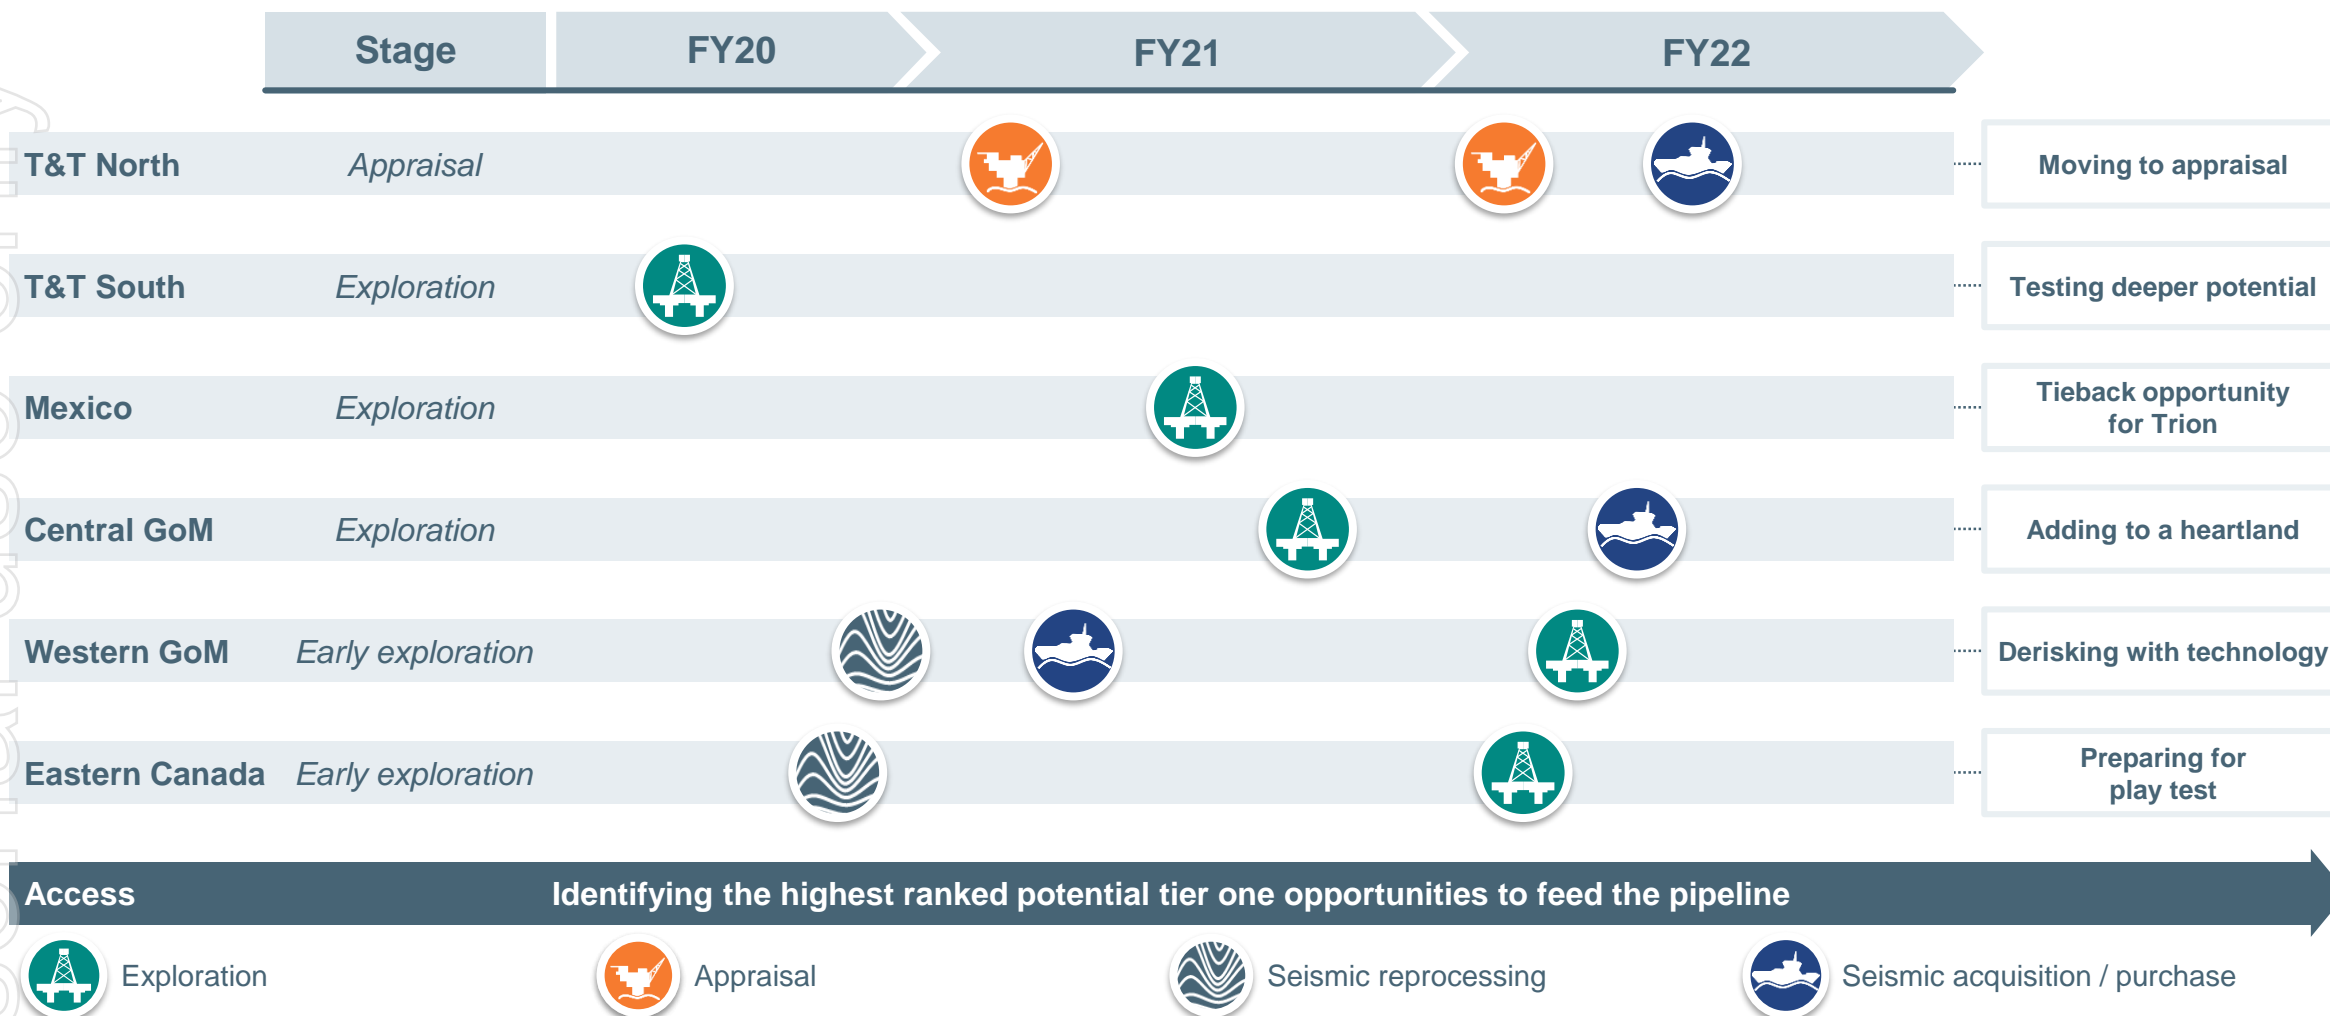 Stage FY20 FY21 FY22
T&T North Appraisal Moving to appraisal
T&T South Exploration Testing deeper potential
Mexico Exploration Tieback opportunity
for Trion
Central GoM Exploration Adding to a heartland
Western GoM Early exploration Derisking with technology
Eastern Canada Early exploration Preparing for
play test
Access Identifying the highest ranked potential tier one opportunities to feed the pipeline
Exploration Appraisal Seismic reprocessing Seismic acquisition / purchase